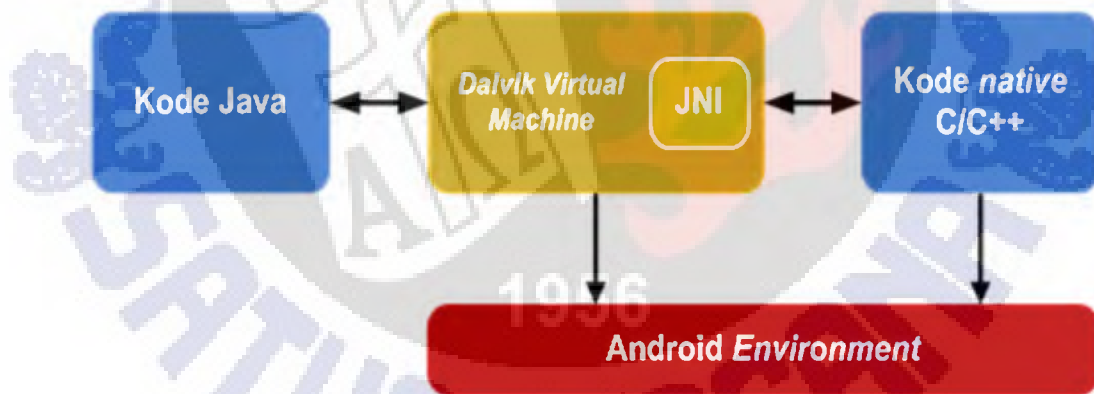 Kode Java
Dalvik Virtual
Machine
JNI
Kode native
C/C++
1956
Android Environment